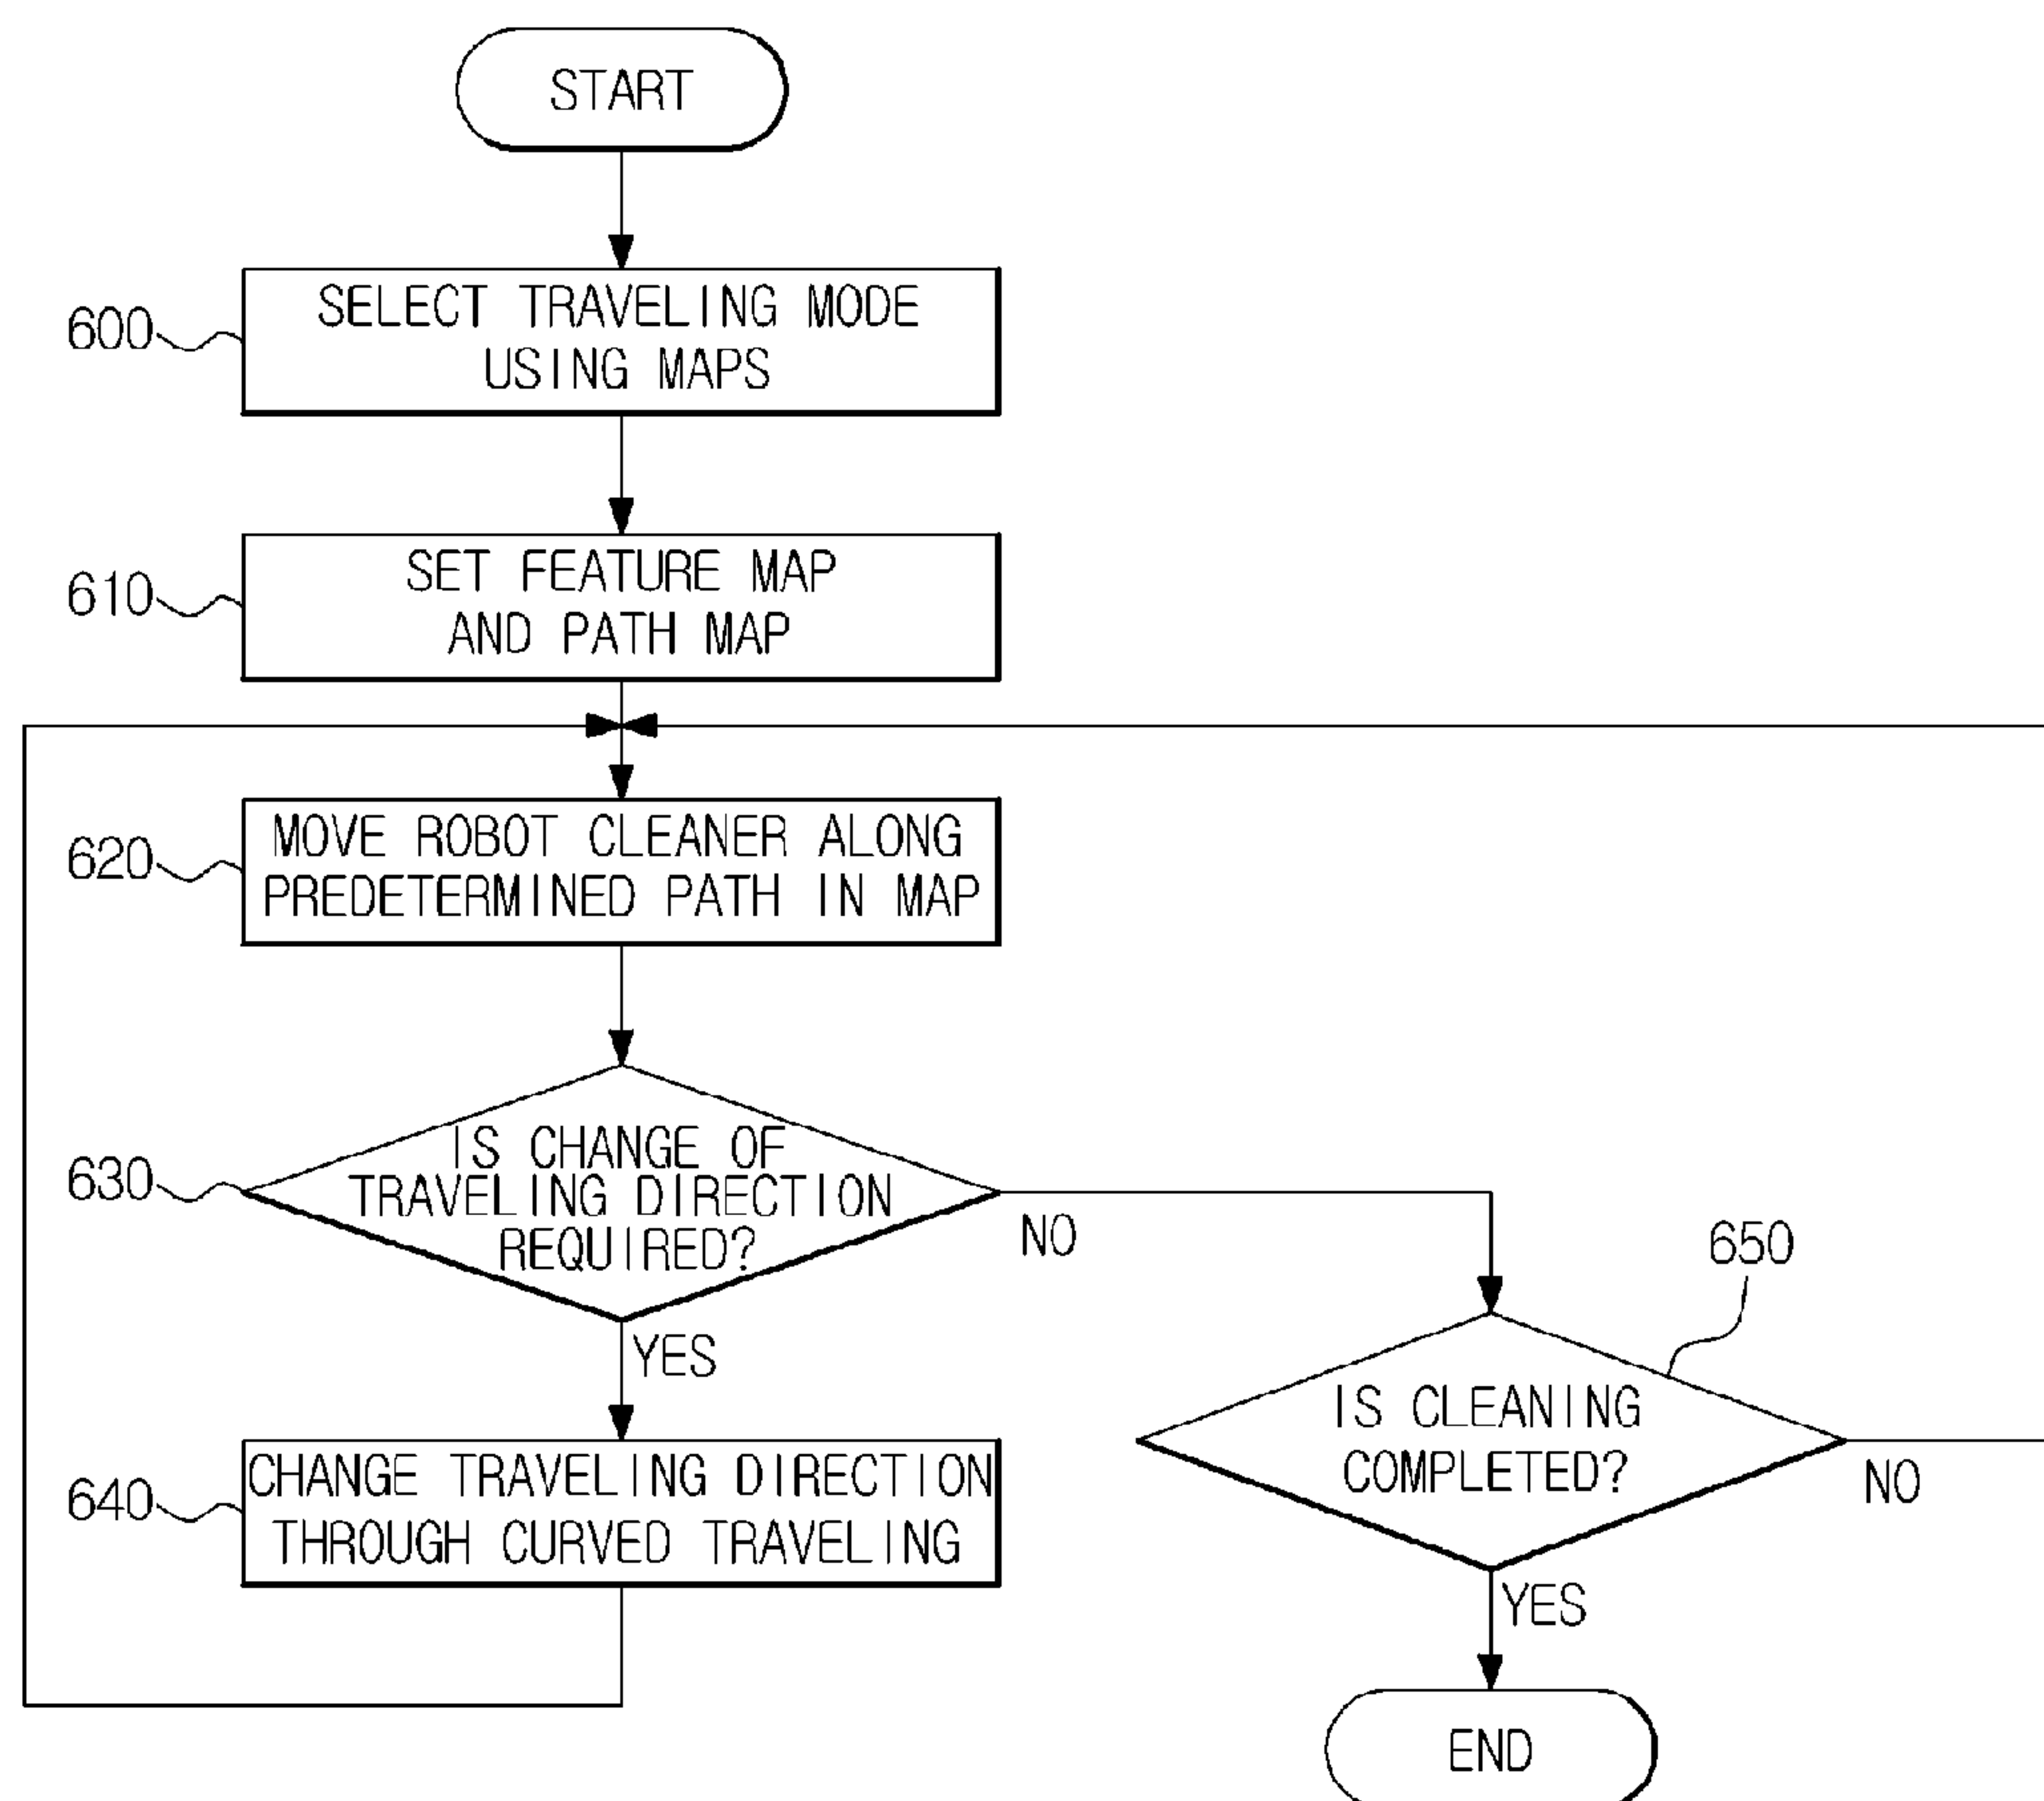 START
600
SELECT TRAVELING MODE
USING MAPS
610
SET FEATURE MAP
AND PATH MAP
620
MOVE ROBOT CLEANER ALONG
PREDETERMINED PATH IN MAP
630
IS CHANGE OF
TRAVELING DIRECTION
REQUIRED?
NO
YES
640
CHANGE TRAVELING DIRECTION
THROUGH CURVED TRAVELING
650
IS CLEANING
COMPLETED?
NO
YES
END